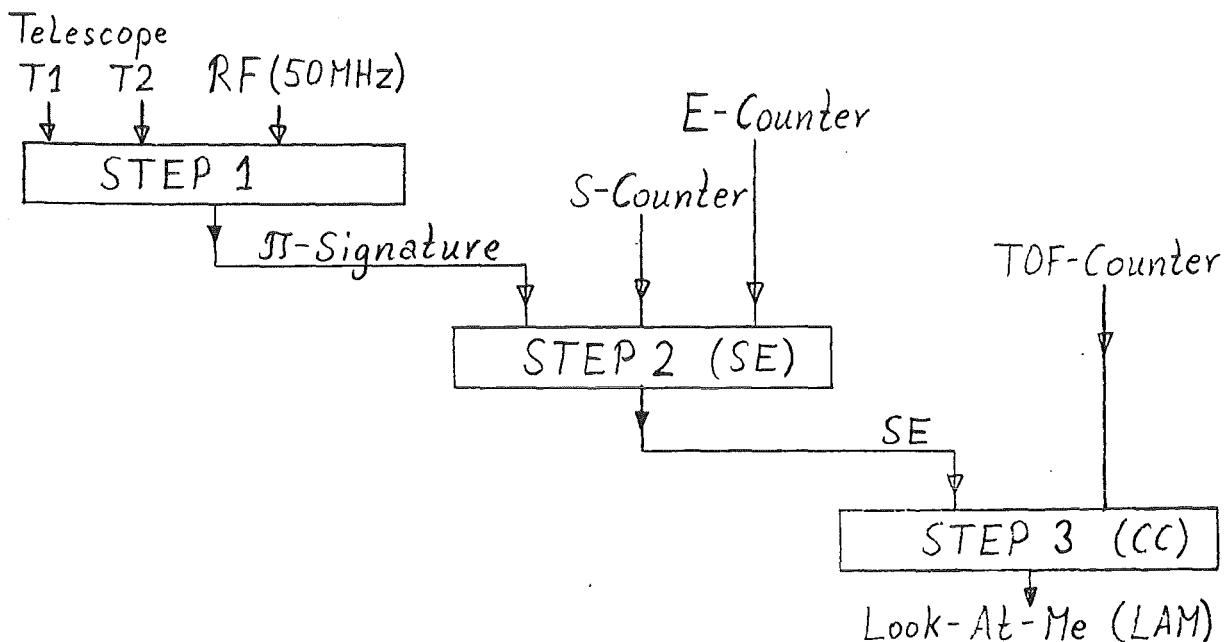 Telescope
T1 T2 RF (50MHz)
E-Counter
STEP 1
S-Counter
π-Signature
TOF-Counter
STEP 2 (SE)
SE
STEP 3 (CC)
Look-At-Me (LAM)